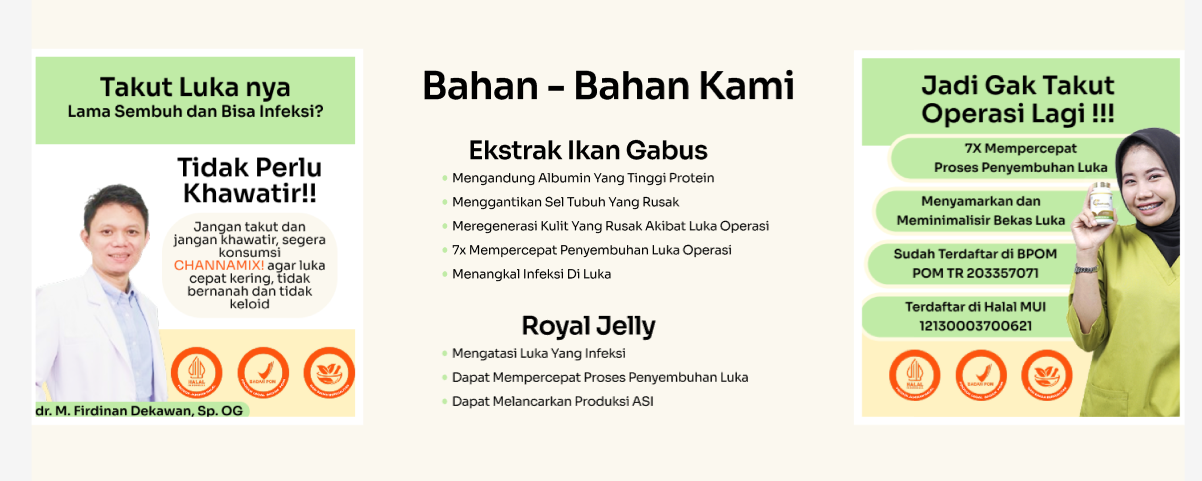 Takut Luka nya
Lama Sembuh dan Bisa Infeksi?
Tidak Perlu
Khawatir!!
Jangan takut dan
jangan khawatir, segera
konsumsi
CHANNAMIX! agar luka
cepat kering, tidak
bernanah dan tidak
keloid
HALAL
BADAN POM
dr. M. Firdinan Dekawan, Sp. OG
Bahan - Bahan Kami
Ekstrak Ikan Gabus
Mengandung Albumin Yang Tinggi Protein
Menggantikan Sel Tubuh Yang Rusak
Meregenerasi Kulit Yang Rusak Akibat Luka Operasi
7x Mempercepat Penyembuhan Luka Operasi
Menangkal Infeksi Di Luka
Royal Jelly
Mengatasi Luka Yang Infeksi
Dapat Mempercepat Proses Penyembuhan Luka
Dapat Melancarkan Produksi ASI
Jadi Gak Takut
Operasi Lagi !!!
7X Mempercepat
Proses Penyembuhan Luka
Menyamarkan dan
Meminimalisir Bekas Luka
Sudah Terdaftar di BPOM
POM TR 203357071
Terdaftar di Halal MUI
12130003700621
HALAL
BADAN POM